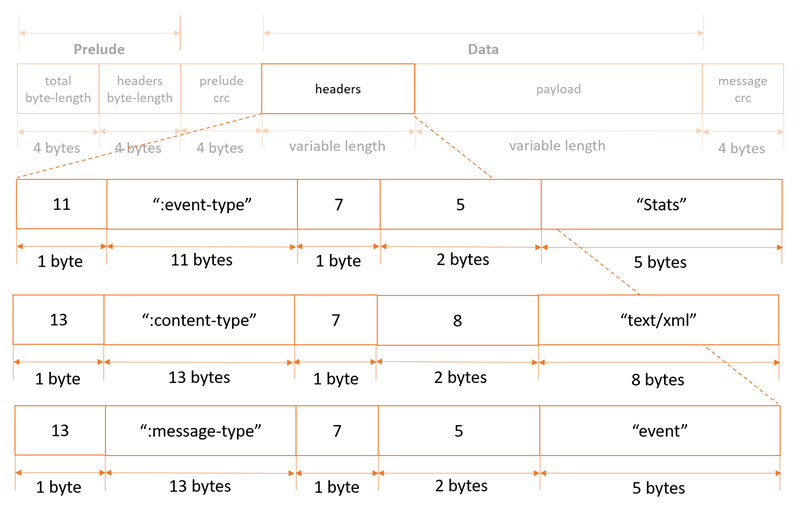 Prelude Data
total byte-length headers byte-length prelude crc headers payload message crc
4 bytes 4 bytes 4 bytes variable length variable length 4 bytes
11 “:event-type” 7 5 “Stats”
1 byte 11 bytes 1 byte 2 bytes 5 bytes
13 “:content-type” 7 8 “text/xml”
1 byte 13 bytes 1 byte 2 bytes 8 bytes
13 “:message-type” 7 5 “event”
1 byte 13 bytes 1 byte 2 bytes 5 bytes